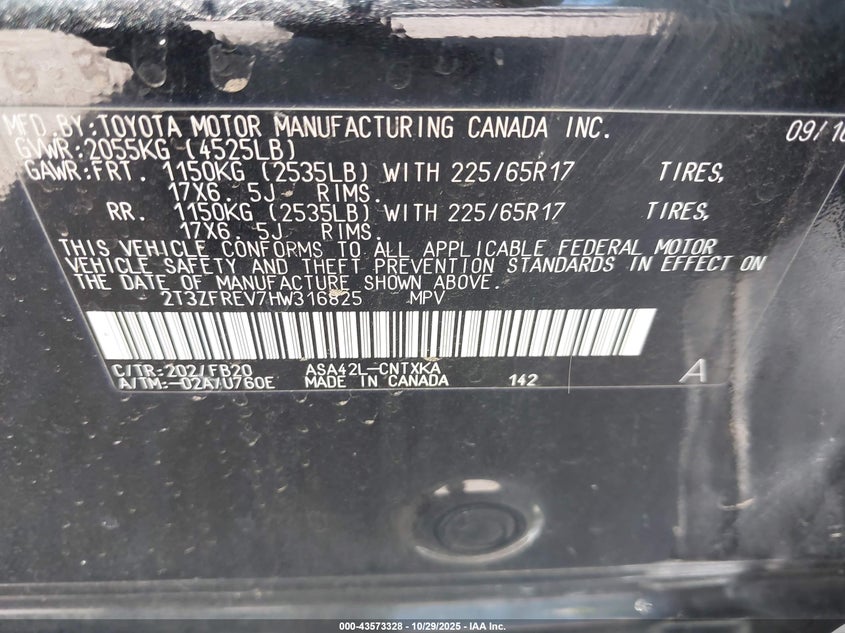 MFD.BY:TOYOTA MOTOR MANUFACTURING CANADA INC. 09/16
GVWR:2055KG (4525LB)
GAWR:FRT. 1150KG (2535LB) WITH 225/65R17 TIRES,
17X6.5J RIMS.
RR. 1150KG (2535LB) WITH 225/65R17 TIRES,
17X6.5J RIMS.
THIS VEHICLE CONFORMS TO ALL APPLICABLE FEDERAL MOTOR
VEHICLE SAFETY AND THEFT PREVENTION STANDARDS IN EFFECT ON
THE DATE OF MANUFACTURE SHOWN ABOVE.
2T3ZFREV7HW316825 MPV
C/TR:202/FB20 ASA42L-CNTXKA
A/TM:-02A/U760E MADE IN CANADA 142 A
000-43573328 • 10/29/2025 • IAA Inc.